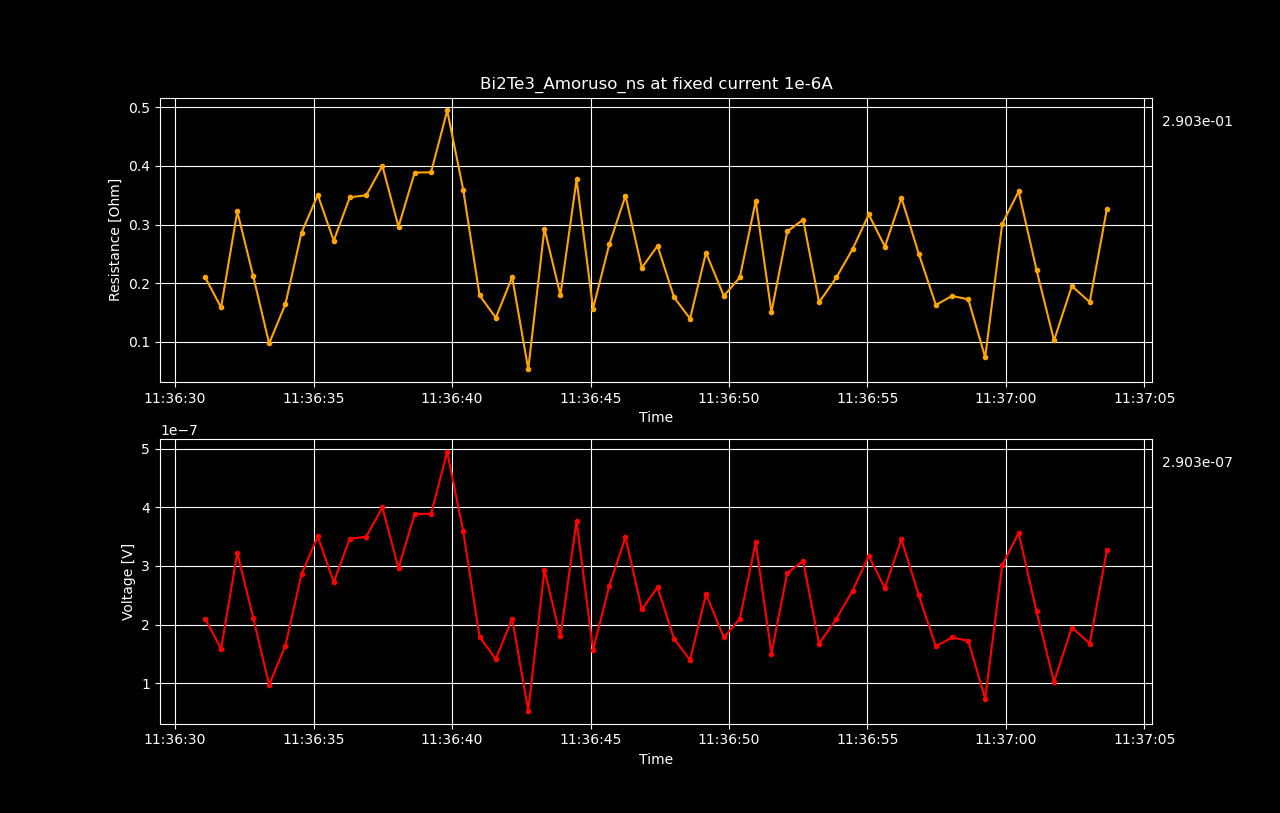 Bi2Te3_Amoruso_ns at fixed current 1e-6A
0.5
0.4
0.3
0.2
0.1
Resistance [Ohm]
2.903e-01
11:36:30 11:36:35 11:36:40 11:36:45 11:36:50 11:36:55 11:37:00 11:37:05
Time
1e−7
5
4
3
2
1
Voltage [V]
2.903e-07
11:36:30 11:36:35 11:36:40 11:36:45 11:36:50 11:36:55 11:37:00 11:37:05
Time